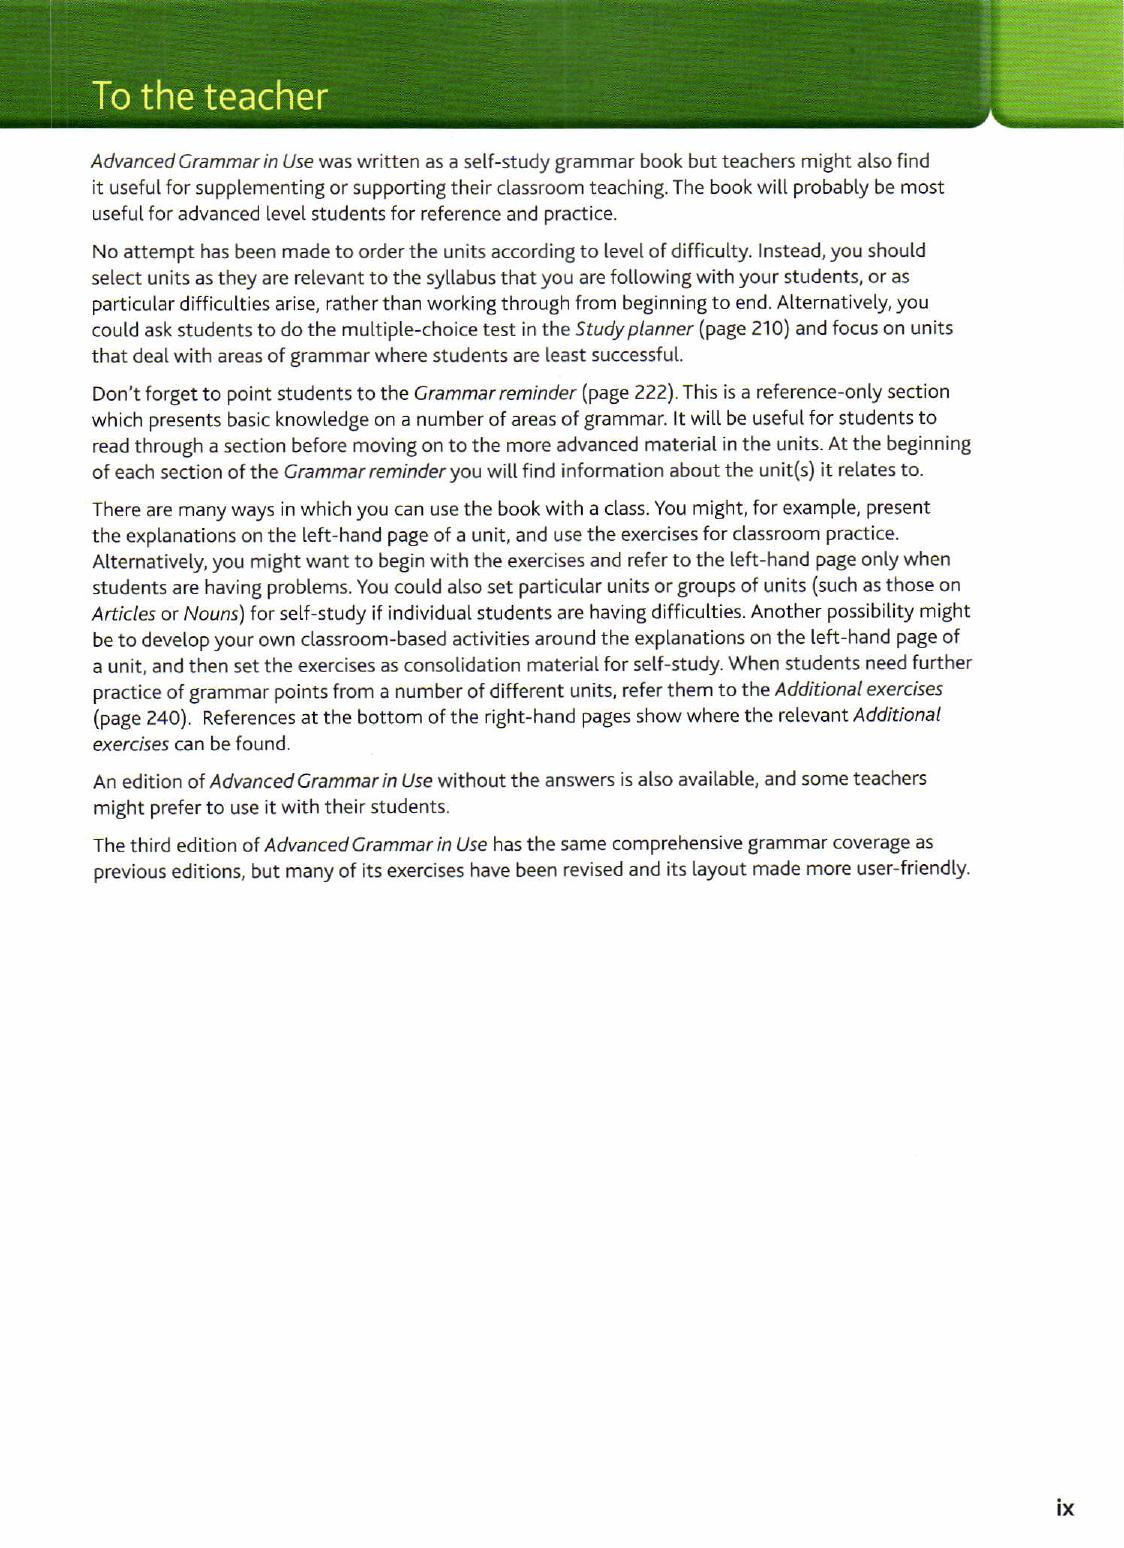 To the teacher
Advanced Grammar in Use was written as a self-study grammar book but teachers might also find
it useful for supplementing or supporting their classroom teaching. The book will probably be most
useful for advanced level students for reference and practice.
No attempt has been made to order the units according to level of difficulty. Instead, you should
select units as they are relevant to the syllabus that you are following with your students, or as
particular difficulties arise, rather than working through from beginning to end. Alternatively, you
could ask students to do the multiple-choice test in the Study planner (page 210) and focus on units
that deal with areas of grammar where students are least successful.
Don't forget to point students to the Grammar reminder (page 222). This is a reference-only section
which presents basic knowledge on a number of areas of grammar. It will be useful for students to
read through a section before moving on to the more advanced material in the units. At the beginning
of each section of the Grammar reminder you will find information about the unit(s) it relates to.
There are many ways in which you can use the book with a class. You might, for example, present
the explanations on the left-hand page of a unit, and use the exercises for classroom practice.
Alternatively, you might want to begin with the exercises and refer to the left-hand page only when
students are having problems. You could also set particular units or groups of units (such as those on
Articles or Nouns) for self-study if individual students are having difficulties. Another possibility might
be to develop your own classroom-based activities around the explanations on the left-hand page of
a unit, and then set the exercises as consolidation material for self-study. When students need further
practice of grammar points from a number of different units, refer them to the Additional exercises
(page 240). References at the bottom of the right-hand pages show where the relevant Additional
exercises can be found.
An edition of Advanced Grammar in Use without the answers is also available, and some teachers
might prefer to use it with their students.
The third edition of Advanced Grammar in Use has the same comprehensive grammar coverage as
previous editions, but many of its exercises have been revised and its layout made more user-friendly.
ix